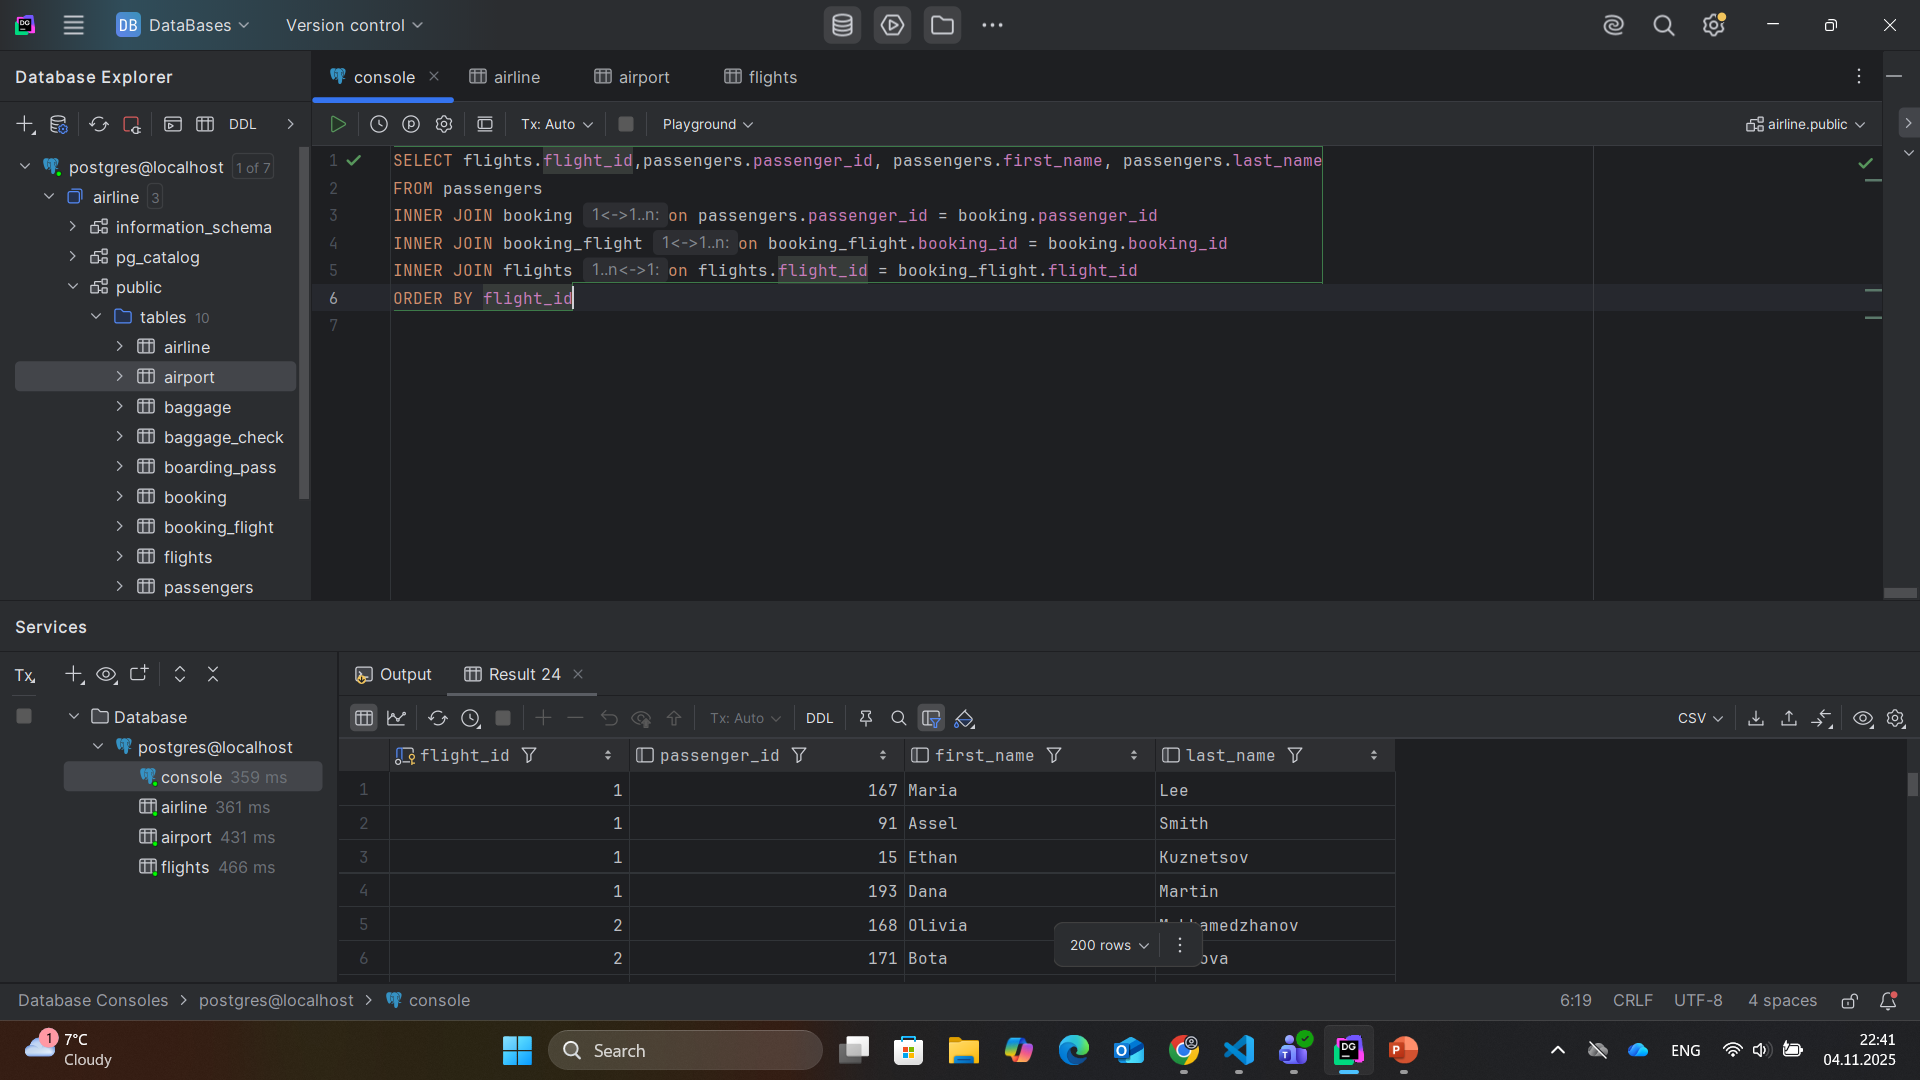 DB DataBases Version control
Database Explorer
console airline airport flights
DDL Tx: Auto Playground airline.public
postgres@localhost 1 of 7
airline 3
information_schema
pg_catalog
public
tables 10
airline
airport
baggage
baggage_check
boarding_pass
booking
booking_flight
flights
passengers
1 SELECT flights.flight_id,passengers.passenger_id, passengers.first_name, passengers.last_name
2 FROM passengers
3 INNER JOIN booking 1<->1..n: on passengers.passenger_id = booking.passenger_id
4 INNER JOIN booking_flight 1<->1..n: on booking_flight.booking_id = booking.booking_id
5 INNER JOIN flights 1..n<->1: on flights.flight_id = booking_flight.flight_id
6 ORDER BY flight_id
7
Services
Tx
Database
postgres@localhost
console 359 ms
airline 361 ms
airport 431 ms
flights 466 ms
Output Result 24
Tx: Auto DDL CSV
flight_id passenger_id first_name last_name
1 1 167 Maria Lee
2 1 91 Assel Smith
3 1 15 Ethan Kuznetsov
4 1 193 Dana Martin
5 2 168 Olivia
6 2 171 Bota
200 rows
Database Consoles > postgres@localhost > console 6:19 CRLF UTF-8 4 spaces
1 7°C
Cloudy
Search
ENG
22:41
04.11.2025